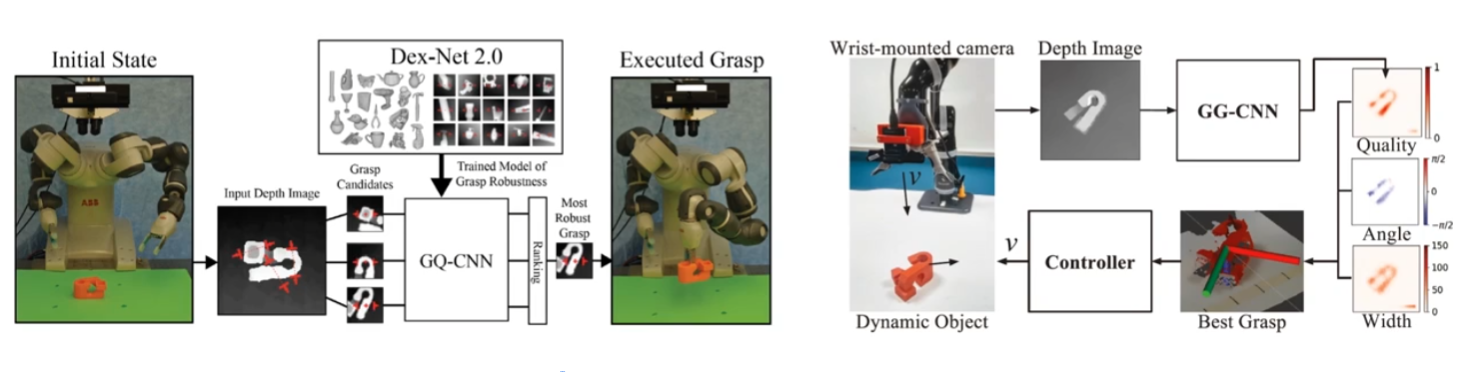 Initial State
Dex-Net 2.0
Executed Grasp
Trained Model of
Grasp Robustness
Grasp
Candidates
Input Depth Image
Most
Robust
Grasp
ABB
GQ-CNN
Ranking
Wrist-mounted camera
Depth Image
GG-CNN
1
0
Quality
π/2
0
-π/2
Angle
150
100
50
0
Width
v
v
Controller
Dynamic Object
Best Grasp